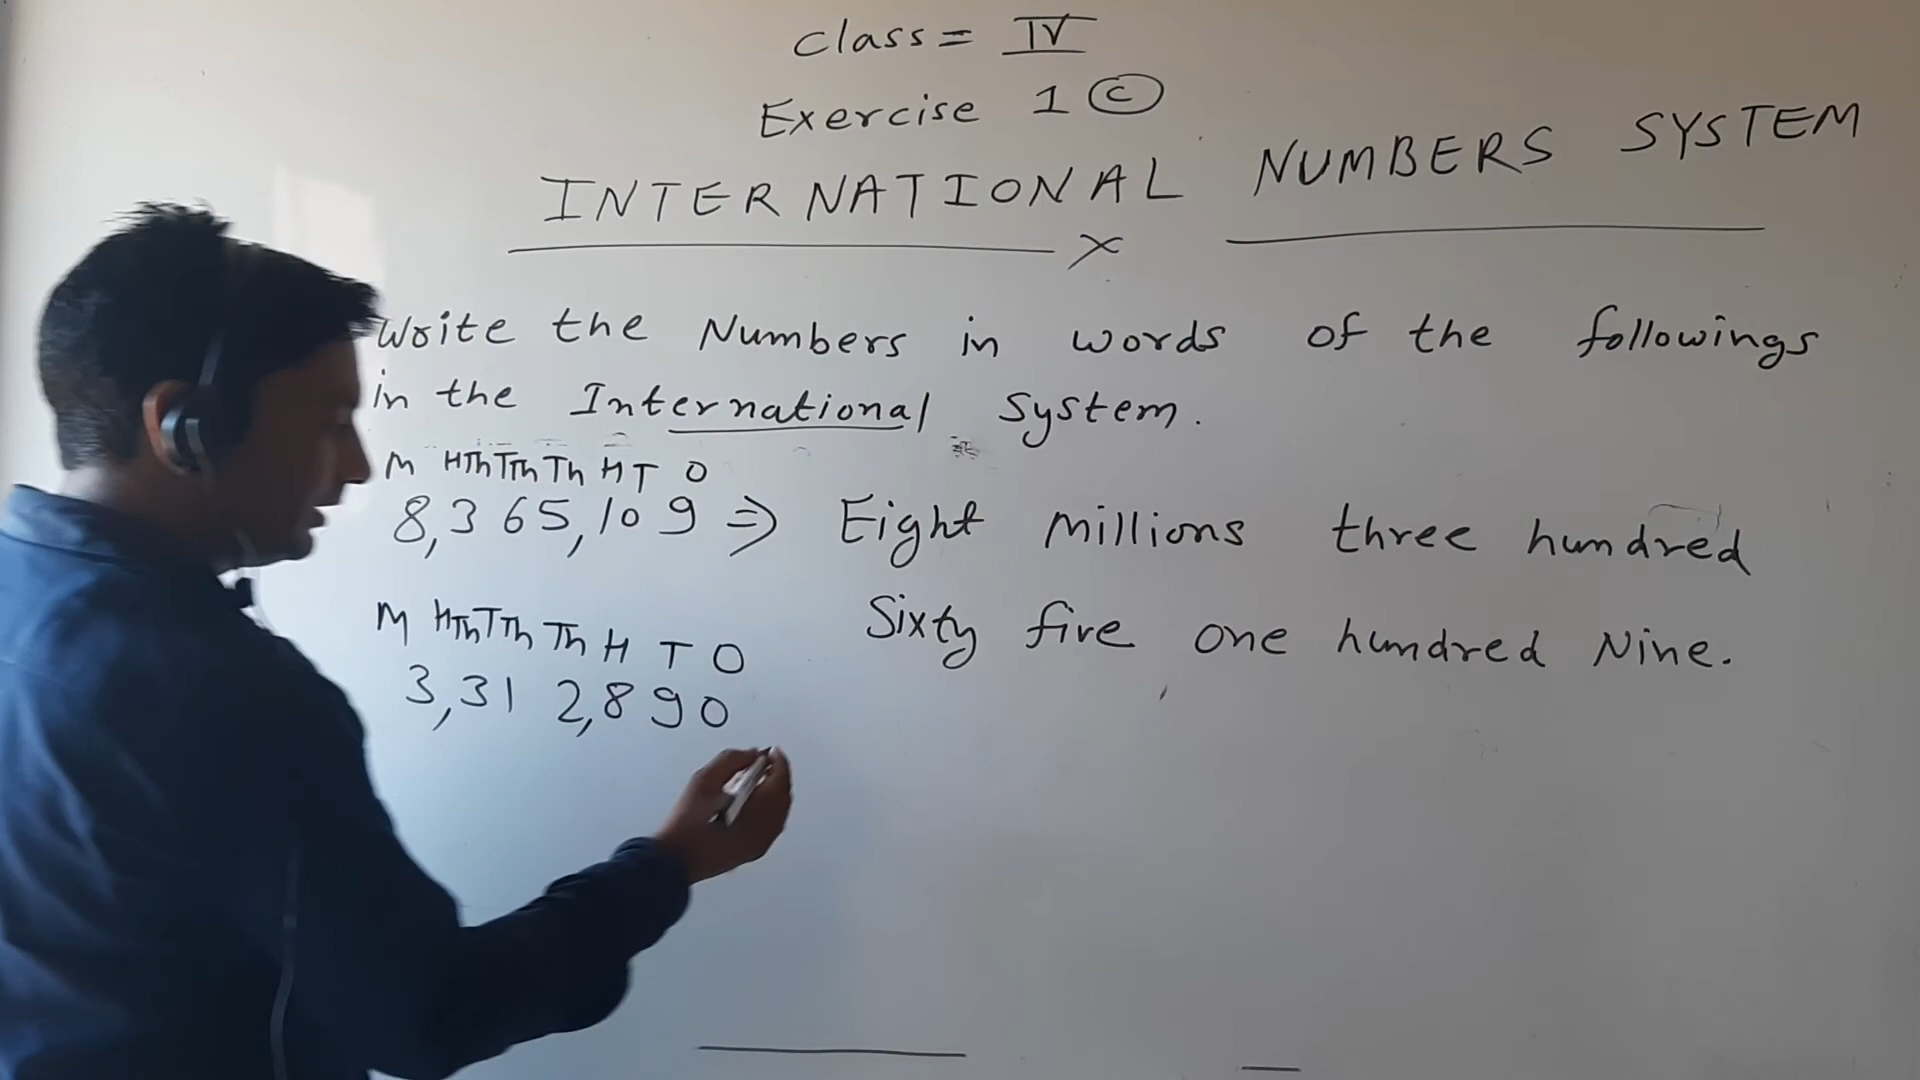 Class = IV
Exercise 1 C
INTERNATIONAL NUMBERS SYSTEM
Write the Numbers in words of the followings
in the International System.
M HTh TTh Th H T O
8,365,109 ⇒ Eight millions three hundred
Sixty five one hundred Nine.
M HTh TTh Th H T O
3,312,890